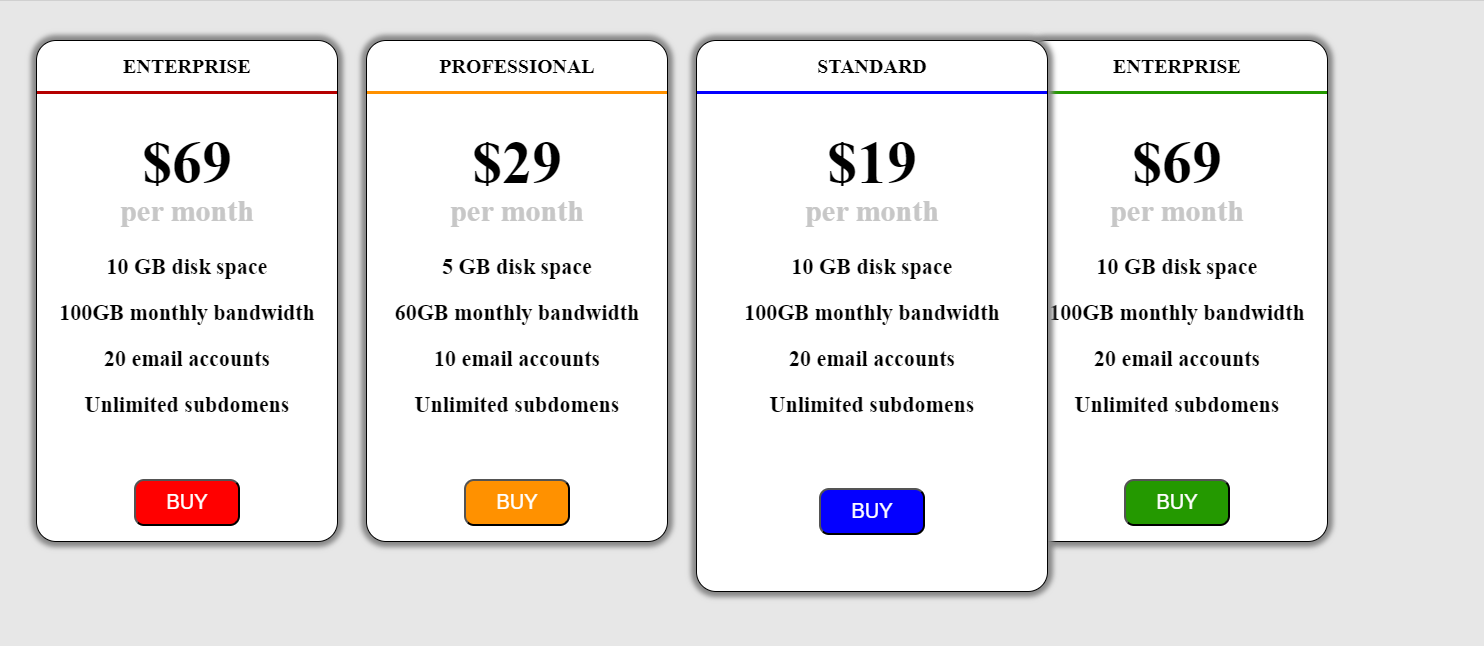 ENTERPRISE
$69
per month
10 GB disk space
100GB monthly bandwidth
20 email accounts
Unlimited subdomens
BUY
PROFESSIONAL
$29
per month
5 GB disk space
60GB monthly bandwidth
10 email accounts
Unlimited subdomens
BUY
STANDARD
$19
per month
10 GB disk space
100GB monthly bandwidth
20 email accounts
Unlimited subdomens
BUY
ENTERPRISE
$69
per month
10 GB disk space
100GB monthly bandwidth
20 email accounts
Unlimited subdomens
BUY